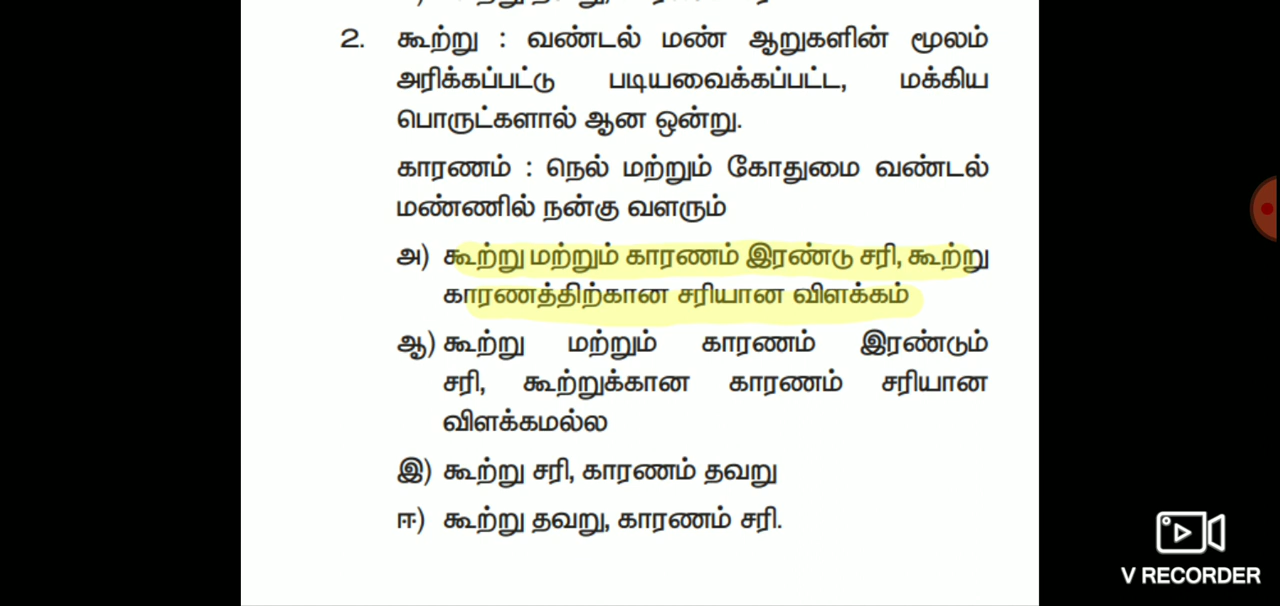 2. கூற்று : வண்டல் மண் ஆறுகளின் மூலம்
அரிக்கப்பட்டு படியவைக்கப்பட்ட, மக்கிய
பொருட்களால் ஆன ஒன்று.
காரணம் : நெல் மற்றும் கோதுமை வண்டல்
மண்ணில் நன்கு வளரும்
அ) கூற்று மற்றும் காரணம் இரண்டு சரி, கூற்று
காரணத்திற்கான சரியான விளக்கம்
ஆ) கூற்று மற்றும் காரணம் இரண்டும்
சரி, கூற்றுக்கான காரணம் சரியான
விளக்கமல்ல
இ) கூற்று சரி, காரணம் தவறு
ஈ) கூற்று தவறு, காரணம் சரி.
V RECORDER